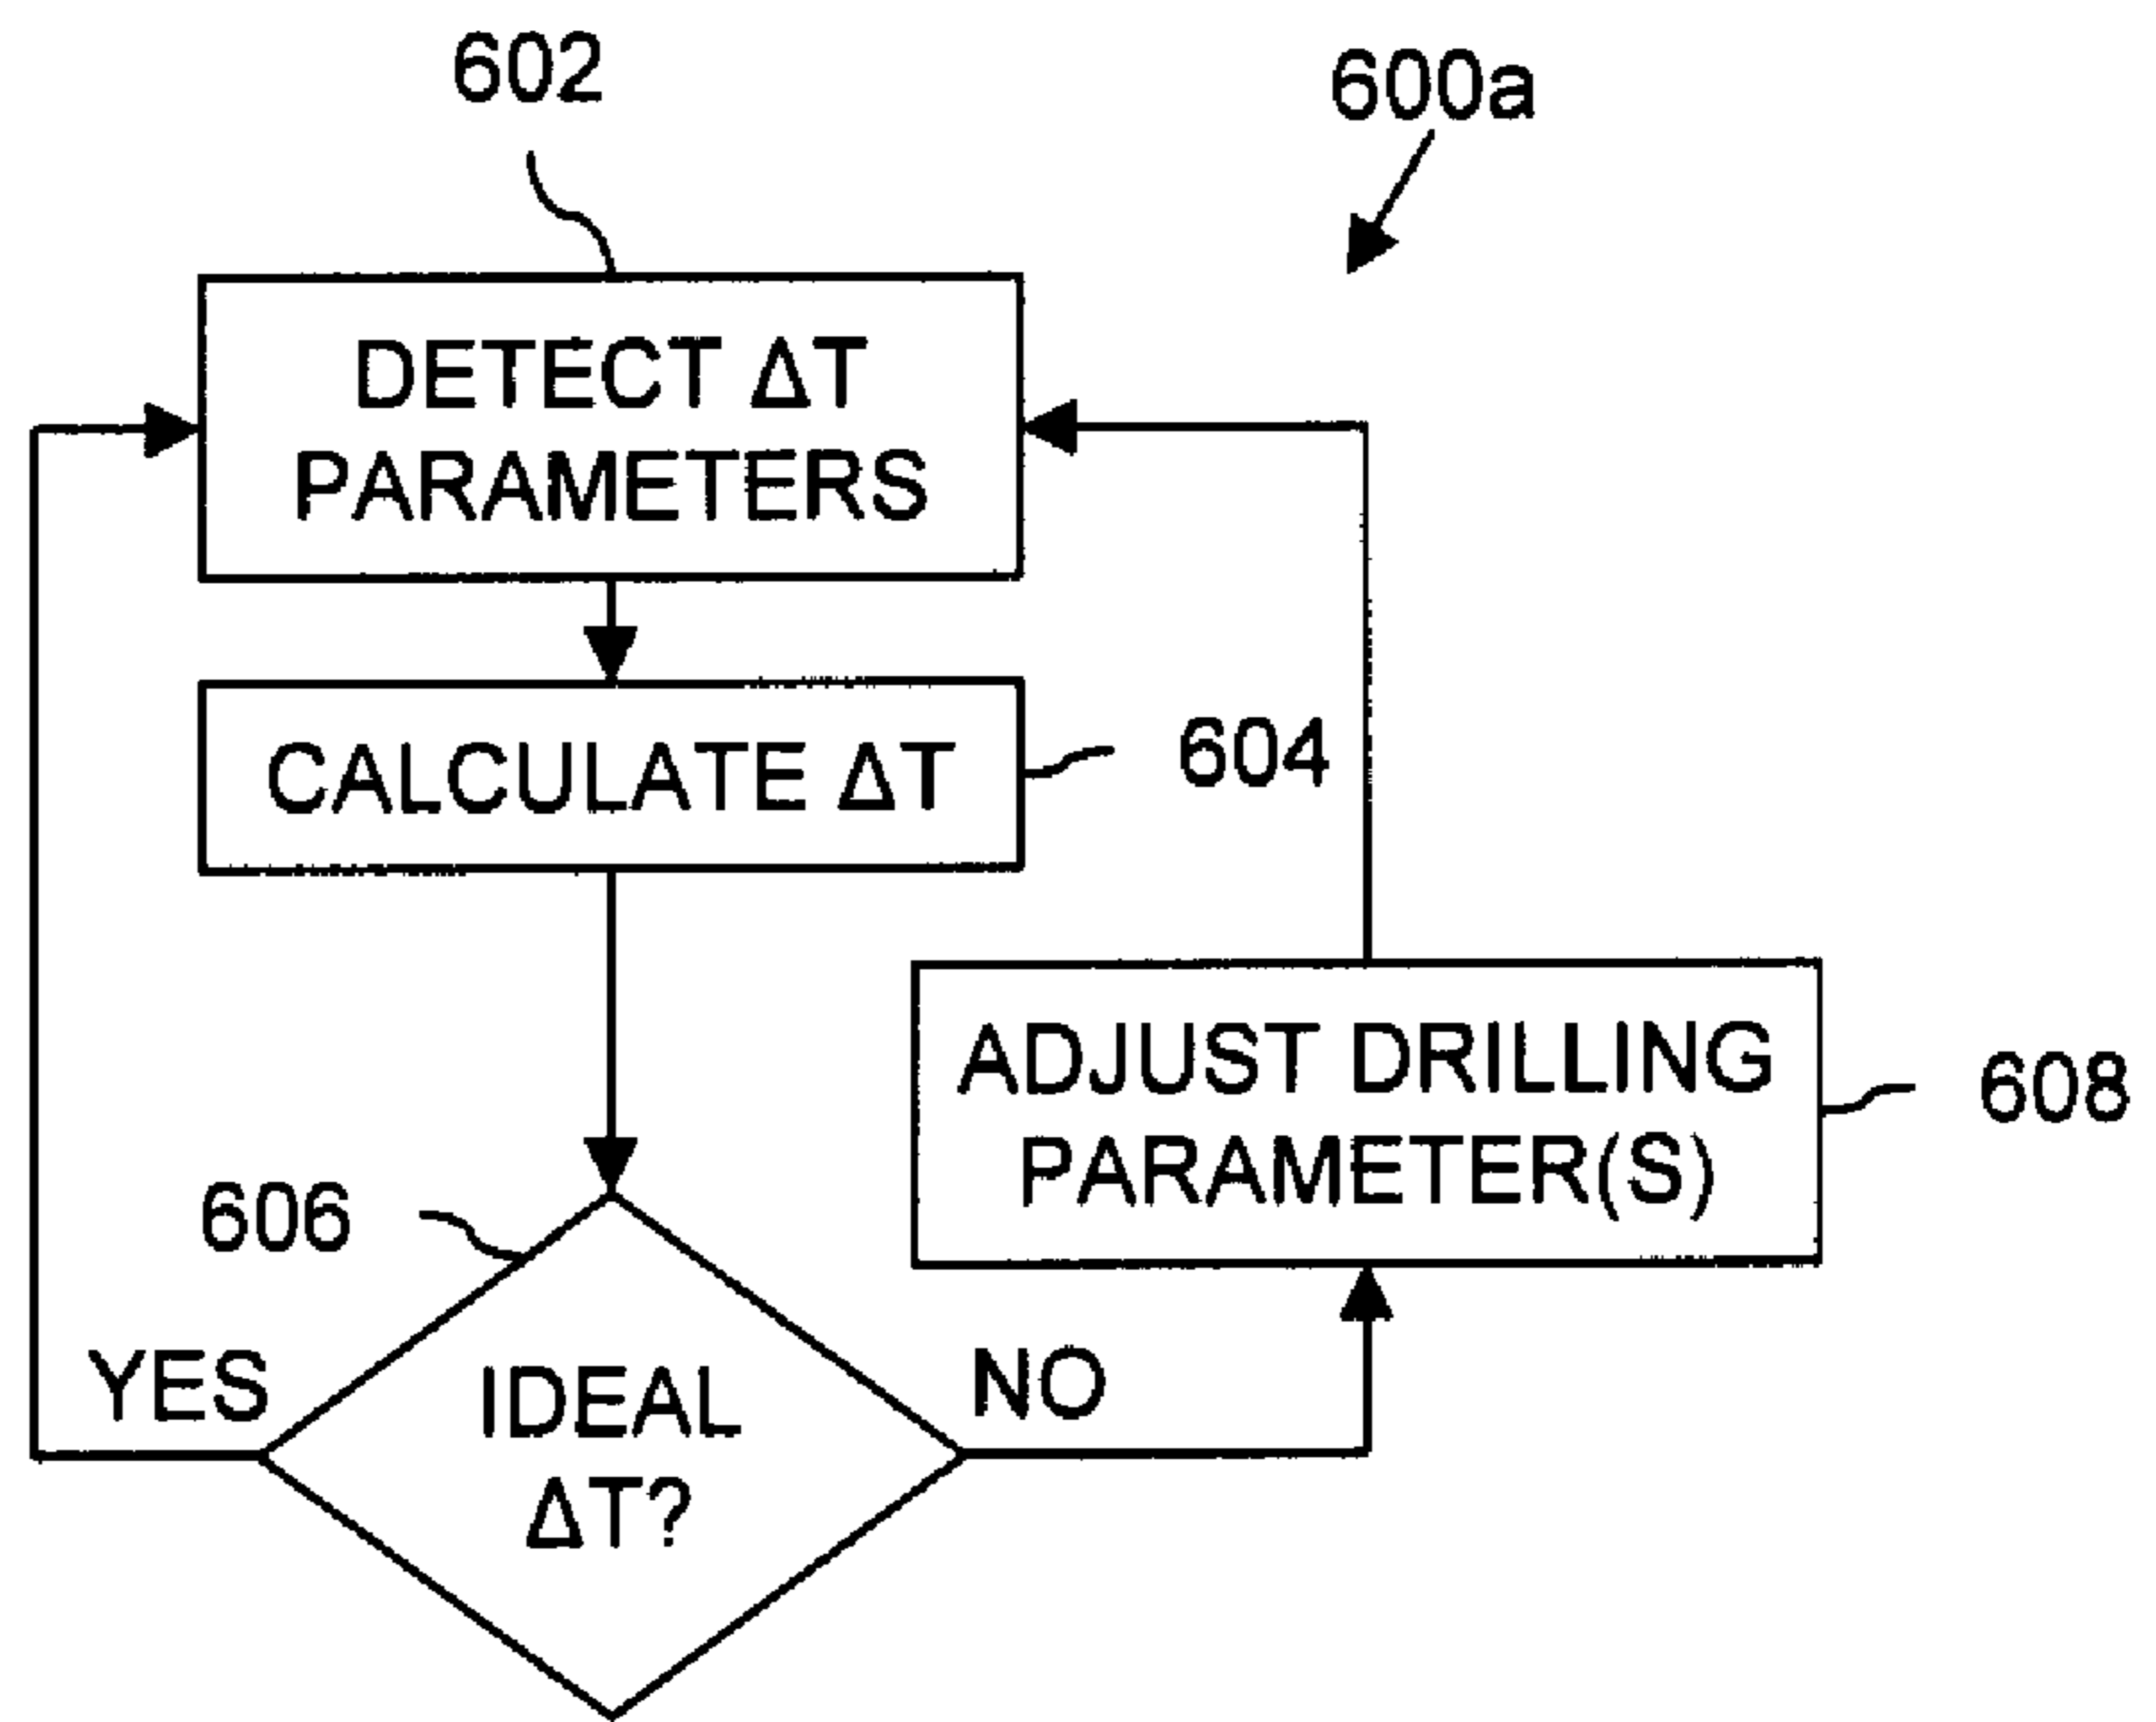 602
600a
DETECT ΔT
PARAMETERS
CALCULATE ΔT
604
ADJUST DRILLING
PARAMETER(S)
608
606
YES
IDEAL
ΔT?
NO